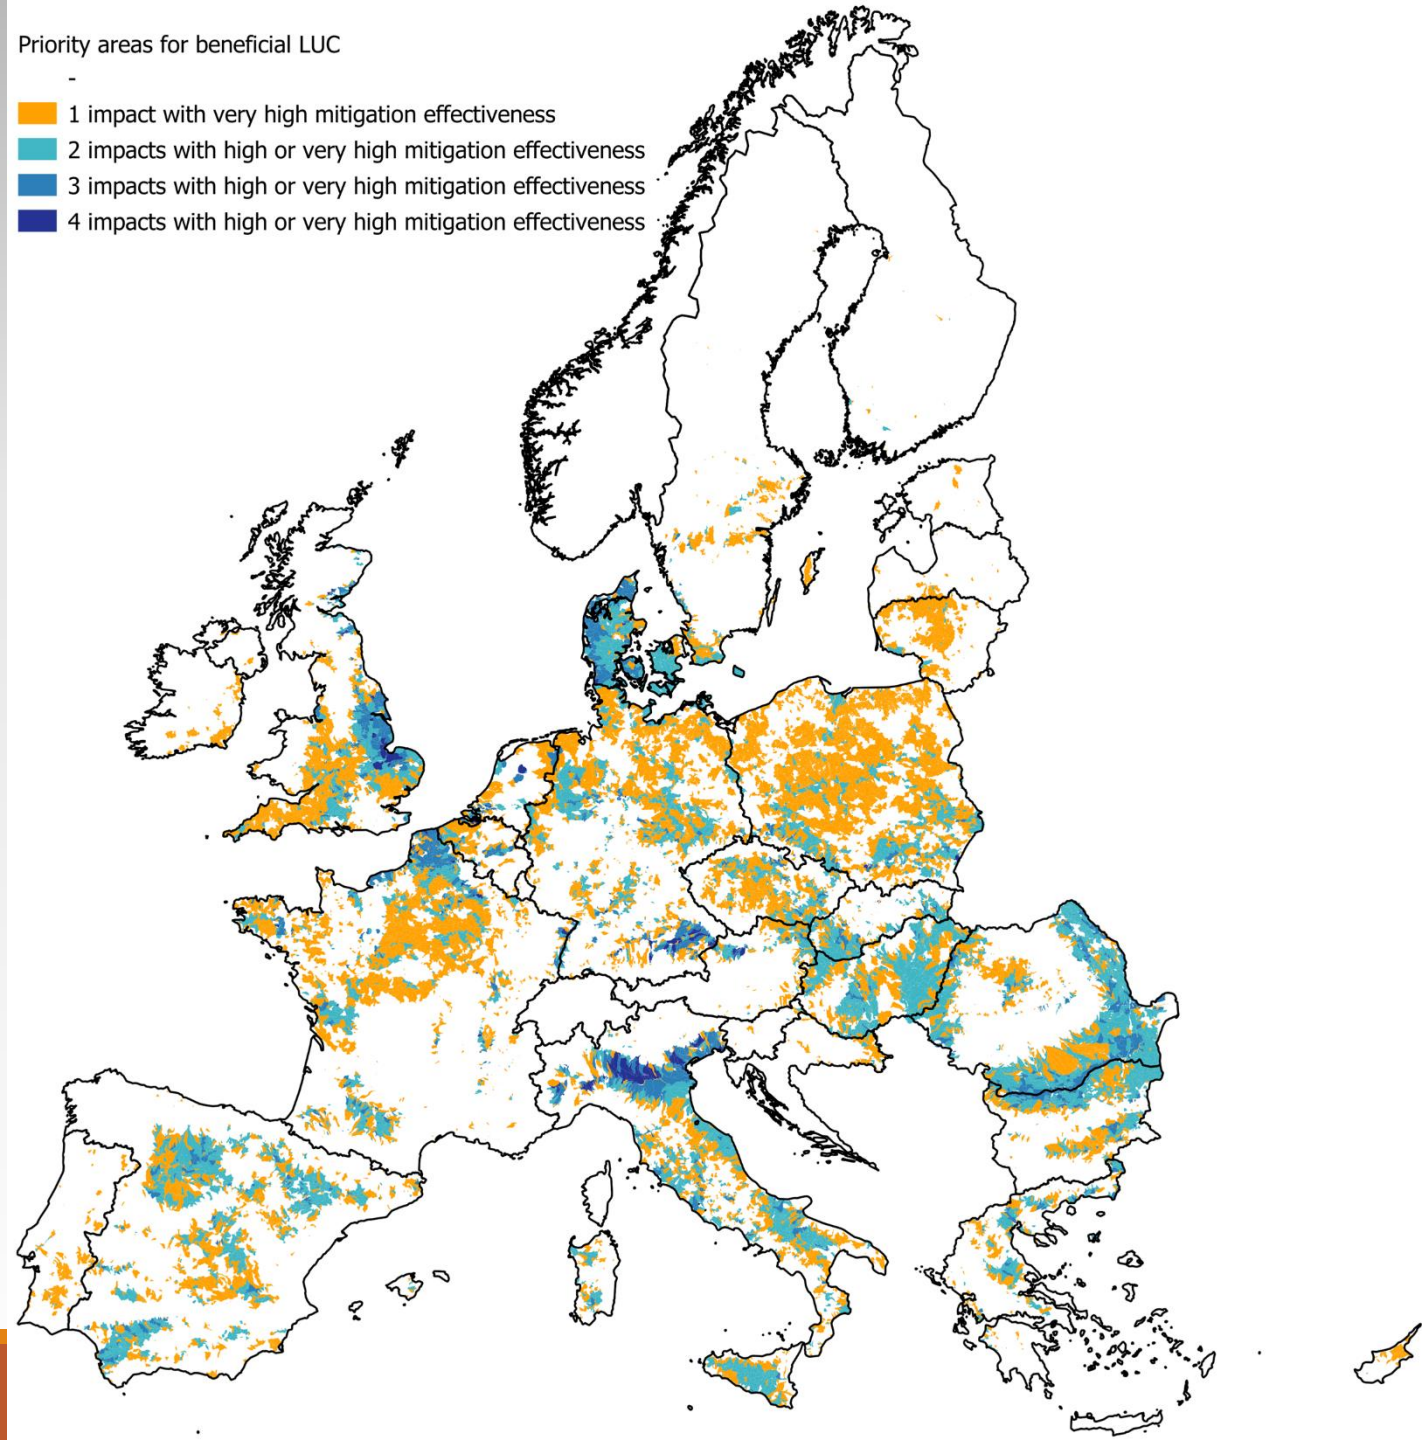 Priority areas for beneficial LUC
-
1 impact with very high mitigation effectiveness
2 impacts with high or very high mitigation effectiveness
3 impacts with high or very high mitigation effectiveness
4 impacts with high or very high mitigation effectiveness